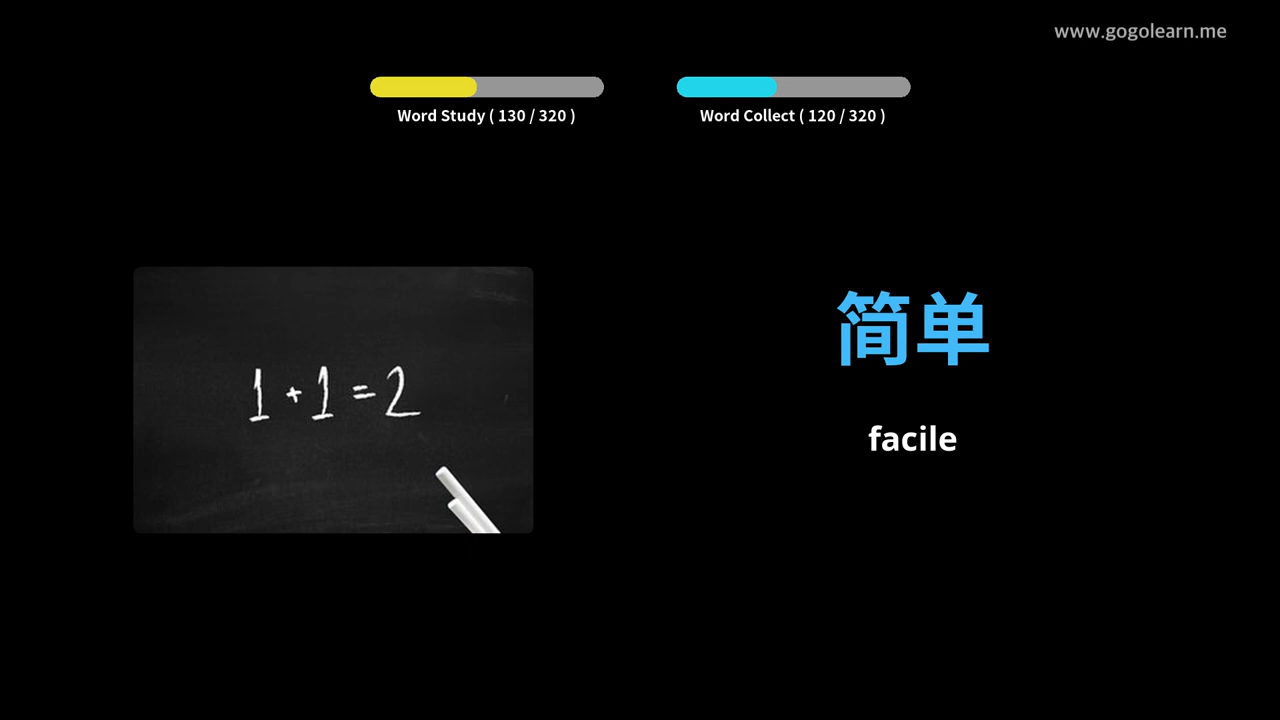 www.gogolearn.me
Word Study ( 130 / 320 )
Word Collect ( 120 / 320 )
1 + 1 = 2
简单
facile